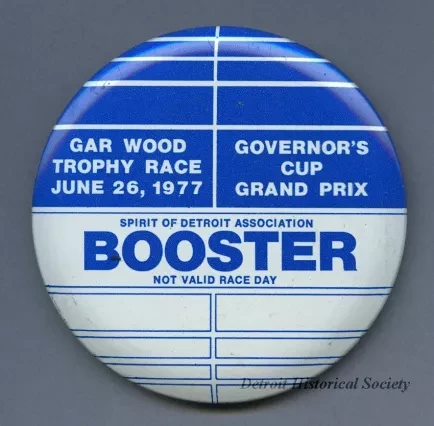 GAR WOOD
TROPHY RACE
JUNE 26, 1977
GOVERNOR'S
CUP
GRAND PRIX
SPIRIT OF DETROIT ASSOCIATION
BOOSTER
NOT VALID RACE DAY
Detroit Historical Society